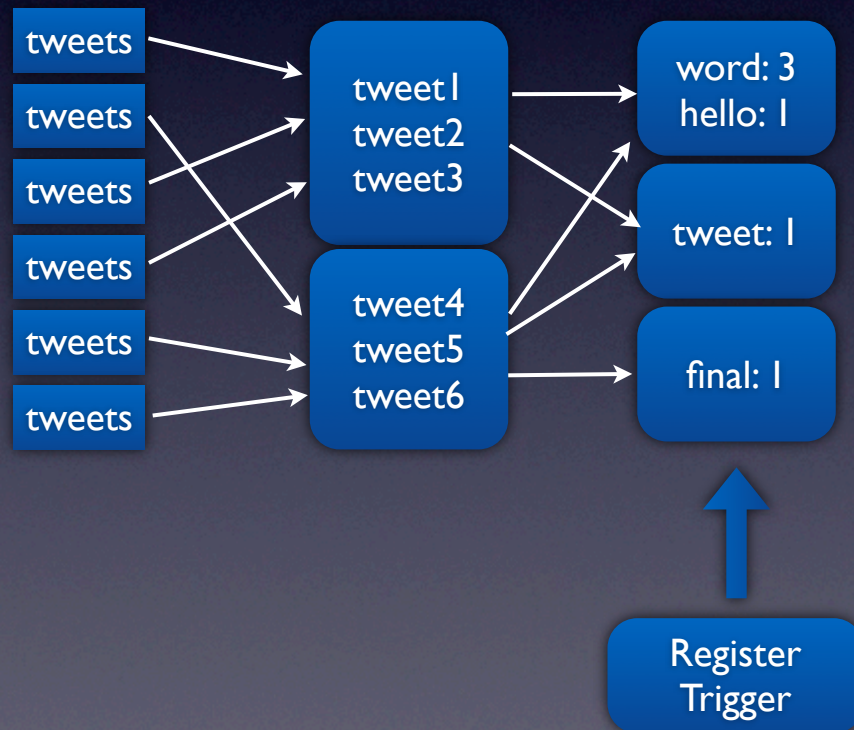 tweets
tweets
tweets
tweets
tweets
tweets
tweet1
tweet2
tweet3
tweet4
tweet5
tweet6
word: 3
hello: 1
tweet: 1
final: 1
Register
Trigger